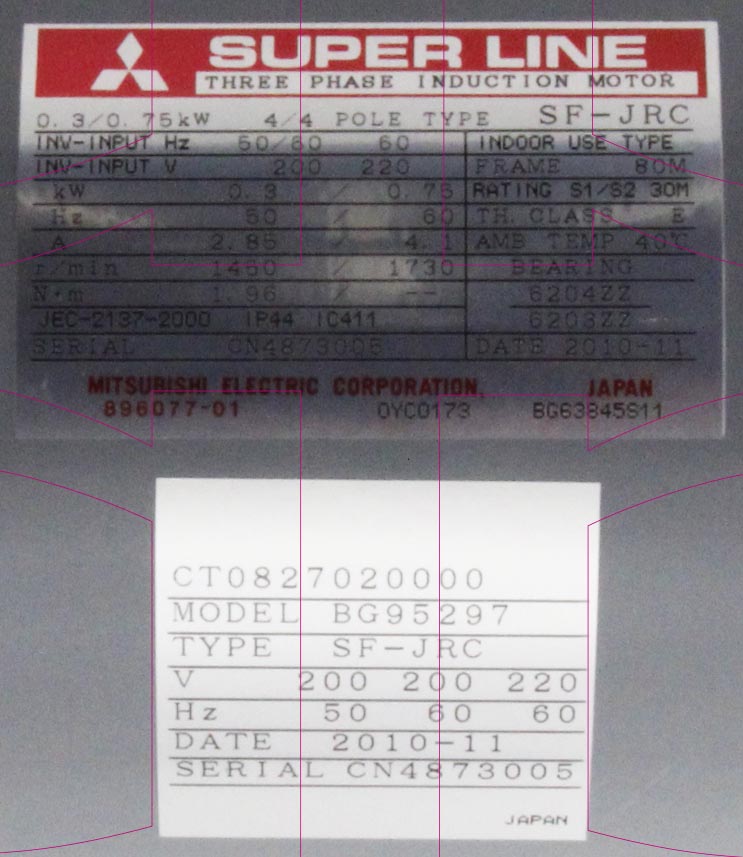 SUPER LINE
THREE PHASE INDUCTION MOTOR
0.3/0.75kW 4/4 POLE TYPE SF-JRC
INV-INPUT Hz 50/60 60 INDOOR USE TYPE
INV-INPUT V 200 220 FRAME 80M
kW 0.3 / 0.75 RATING S1/S2 30M
Hz 50 / 60 TH. CLASS E
A 2.85 / 4.1 AMB TEMP 40℃
r/min 1460 / 1730 BEARING
N·m 1.96 / -- 6204ZZ
JEC-2137-2000 IP44 IC411 6203ZZ
SERIAL CN4873005 DATE 2010-11
MITSUBISHI ELECTRIC CORPORATION, JAPAN
896077-01 0YC0173 BG63845S11
CT0827020000
MODEL BG95297
TYPE SF-JRC
V 200 200 220
Hz 50 60 60
DATE 2010-11
SERIAL CN4873005
JAPAN